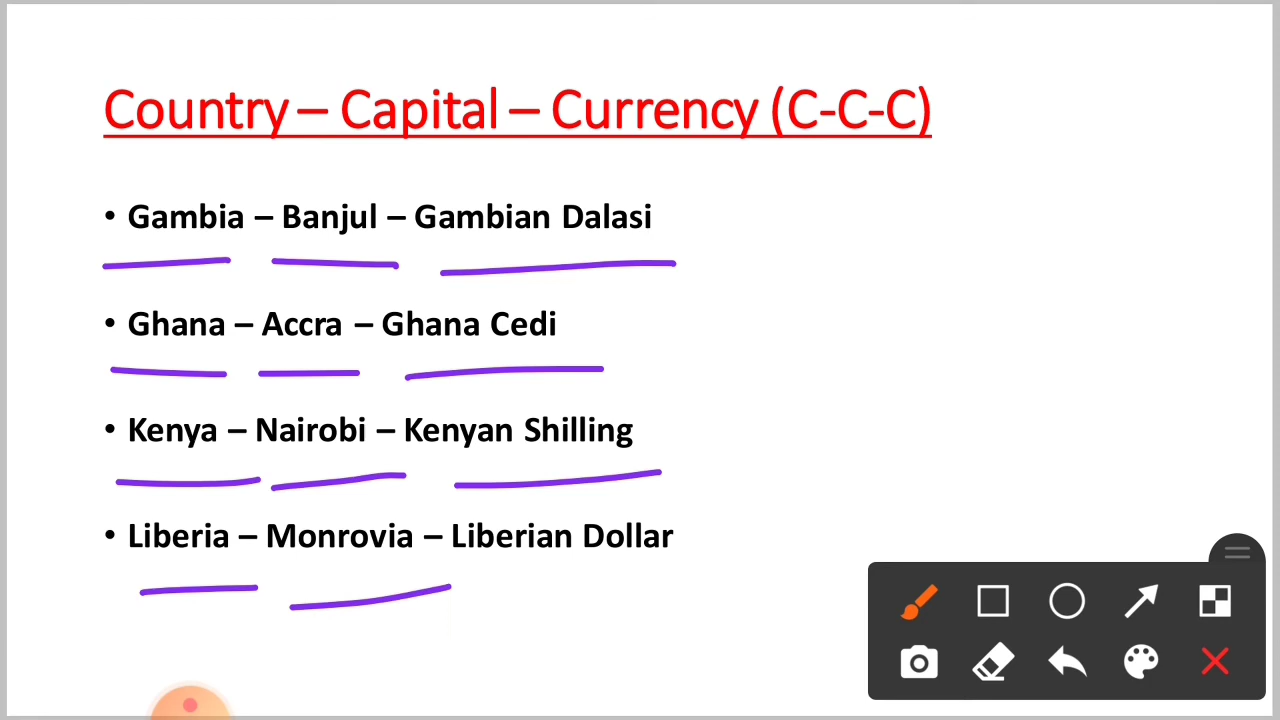 Country – Capital – Currency (C-C-C)
• Gambia – Banjul – Gambian Dalasi
• Ghana – Accra – Ghana Cedi
• Kenya – Nairobi – Kenyan Shilling
• Liberia – Monrovia – Liberian Dollar